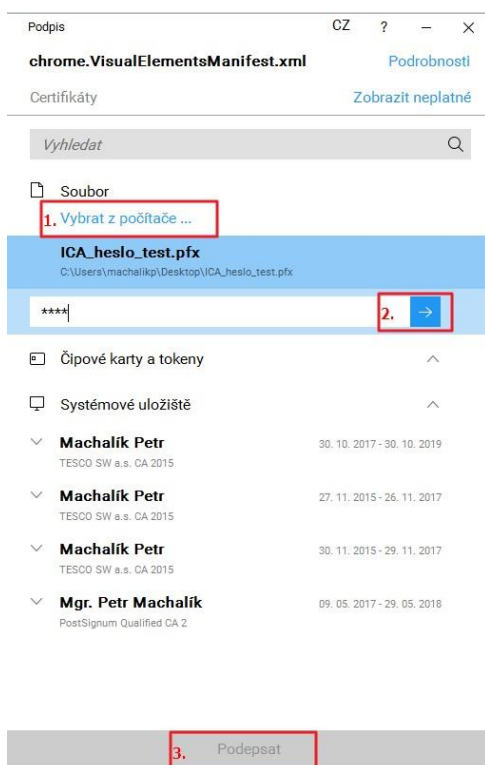 Podpis CZ ? – ×
chrome.VisualElementsManifest.xml Podrobnosti
Certifikáty Zobrazit neplatné
Vyhledat
Soubor
1. Vybrat z počítače ...
ICA_heslo_test.pfx
C:\Users\machalikp\Desktop\ICA_heslo_test.pfx
**** 2.
Čipové karty a tokeny
Systémové uložiště
Machalík Petr 30. 10. 2017 - 30. 10. 2019
TESCO SW a.s. CA 2015
Machalík Petr 27. 11. 2015 - 26. 11. 2017
TESCO SW a.s. CA 2015
Machalík Petr 30. 11. 2015 - 29. 11. 2017
TESCO SW a.s. CA 2015
Mgr. Petr Machalík 09. 05. 2017 - 29. 05. 2018
PostSignum Qualified CA 2
3. Podepsat